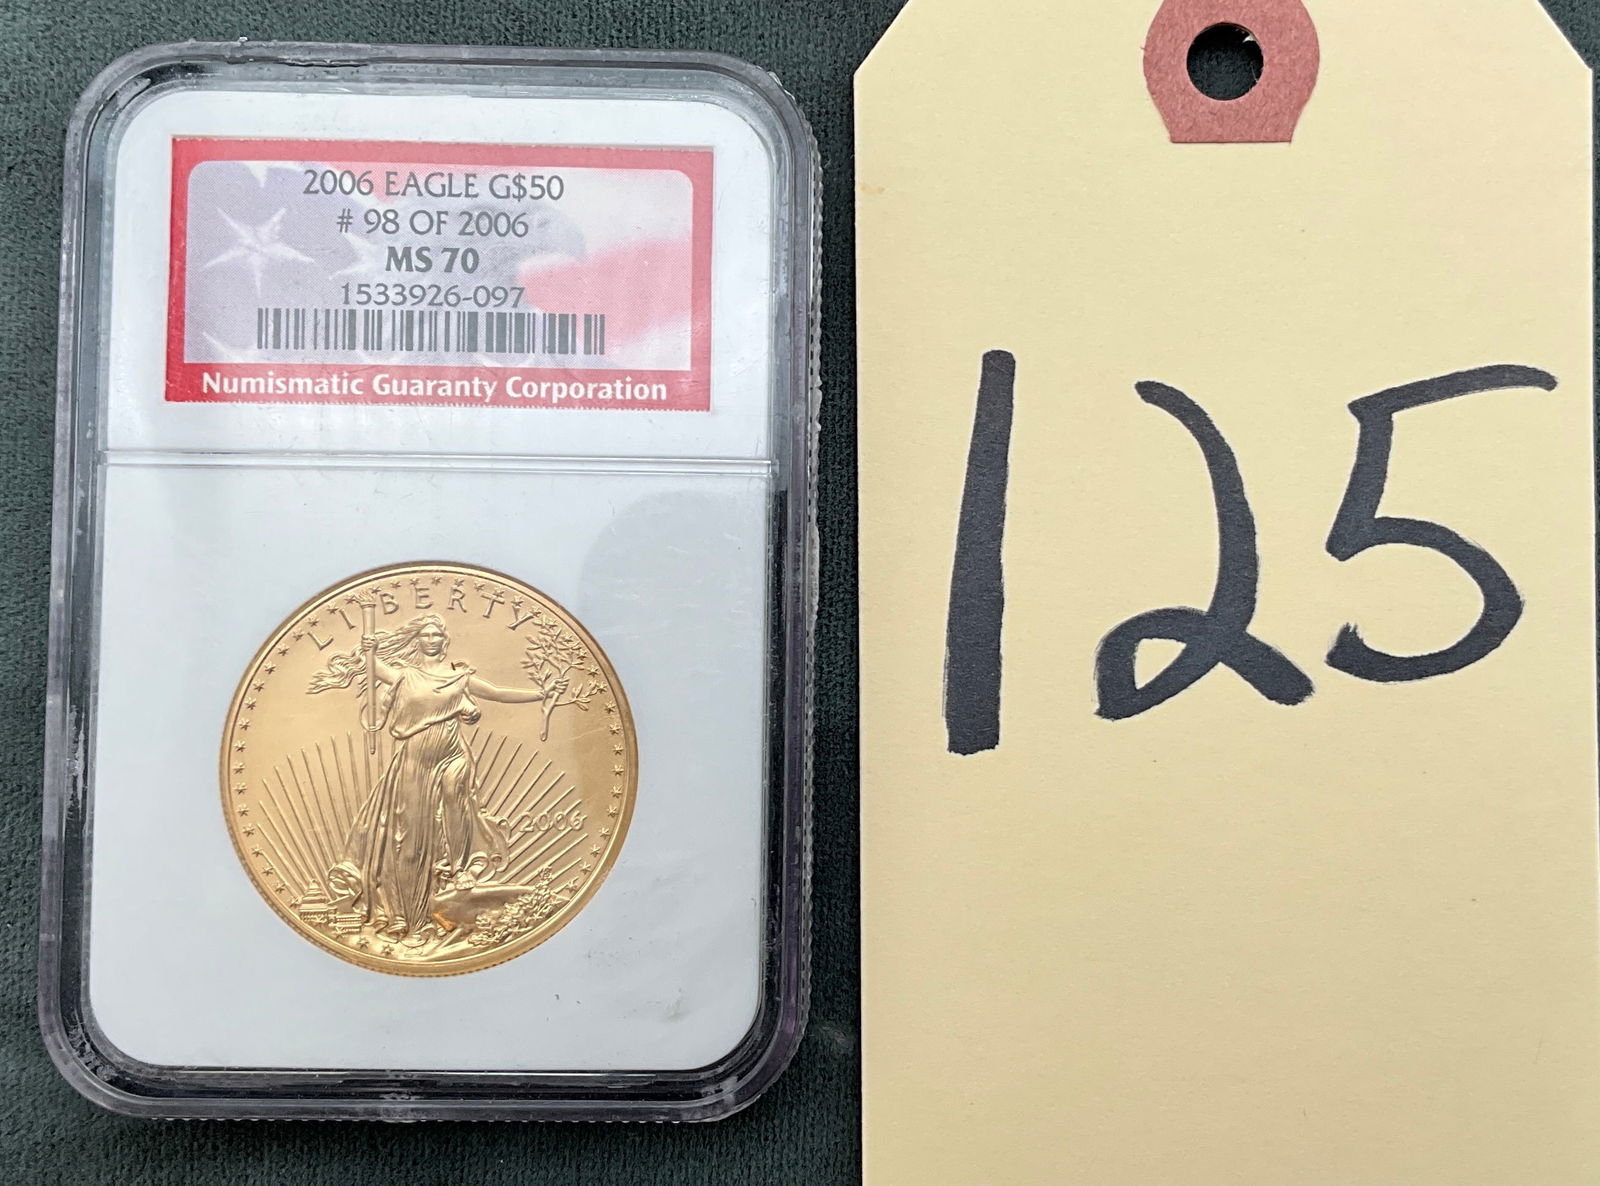 2006 EAGLE G$50
# 98 OF 2006
MS 70
1533926-097
Numismatic Guaranty Corporation
LIBERTY
2006
125